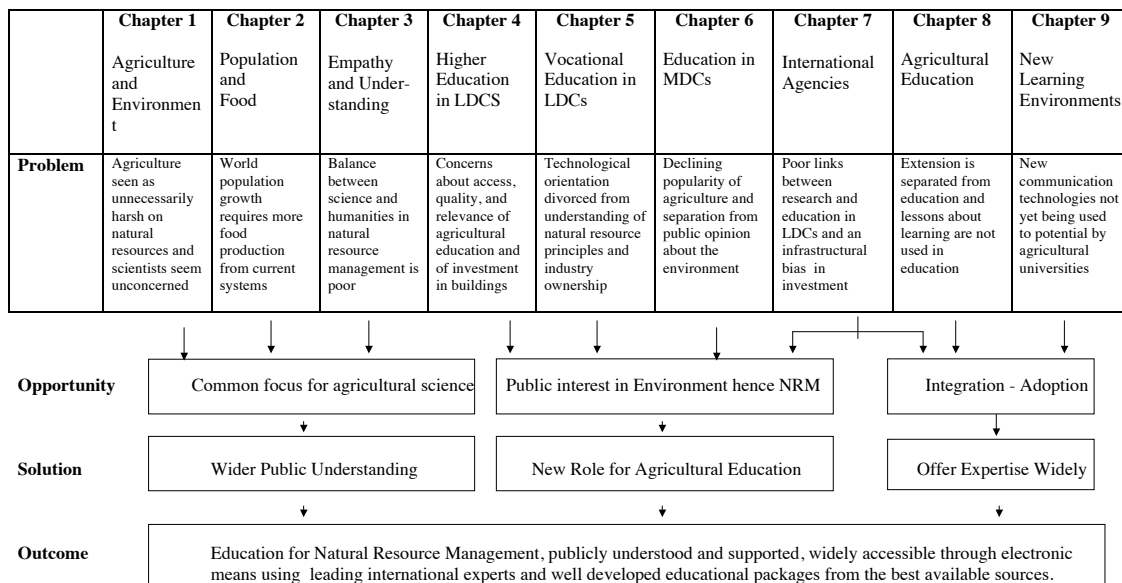 Chapter 1
Agriculture
and
Environmen
t
Chapter 2
Population
and
Food
Chapter 3
Empathy
and Under-
standing
Chapter 4
Higher
Education
in LDCS
Chapter 5
Vocational
Education in
LDCs
Chapter 6
Education in
MDCs
Chapter 7
International
Agencies
Chapter 8
Agricultural
Education
Chapter 9
New
Learning
Environments
Problem
Agriculture
seen as
unnecessarily
harsh on
natural
resources and
scientists seem
unconcerned
World
population
growth
requires more
food
production
from current
systems
Balance
between
science and
humanities in
natural
resource
management is
poor
Concerns
about access,
quality, and
relevance of
agricultural
education and
of investment
in buildings
Technological
orientation
divorced from
understanding of
natural resource
principles and
industry
ownership
Declining
popularity of
agriculture and
separation from
public opinion
about the
environment
Poor links
between
research and
education in
LDCs and an
infrastructural
bias in
investment
Extension is
separated from
education and
lessons about
learning are not
used in
education
New
communication
technologies not
yet being used
to potential by
agricultural
universities
Opportunity
Common focus for agricultural science
Public interest in Environment hence NRM
Integration - Adoption
Solution
Wider Public Understanding
New Role for Agricultural Education
Offer Expertise Widely
Outcome
Education for Natural Resource Management, publicly understood and supported, widely accessible through electronic
means using leading international experts and well developed educational packages from the best available sources.